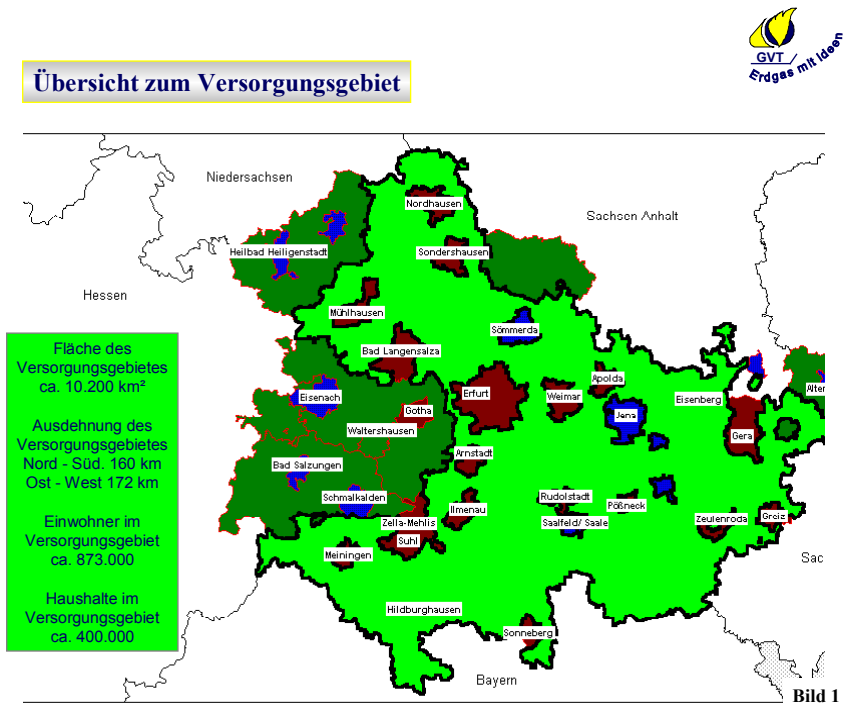 GVT
Erdgas mit Ideen
Übersicht zum Versorgungsgebiet
Niedersachsen
Nordhausen
Sachsen Anhalt
Heilbad Heiligenstadt
Sondershausen
Hessen
Mühlhausen
Sömmerda
Bad Langensalza
Fläche des
Versorgungsgebietes
ca. 10.200 km²
Ausdehnung des
Versorgungsgebietes
Nord - Süd. 160 km
Ost - West 172 km
Einwohner im
Versorgungsgebiet
ca. 873.000
Haushalte im
Versorgungsgebiet
ca. 400.000
Apolda
Alter
Eisenach
Erfurt
Weimar
Eisenberg
Gotha
Jena
Waltershausen
Gera
Arnstadt
Bad Salzungen
Schmalkalden
Rudolstadt
Ilmenau
Pößneck
Zella-Mehlis
Saalfeld/ Saale
Zeulenroda
Greiz
Suhl
Meiningen
Sac
Hildburghausen
Sonneberg
Bayern
Bild 1